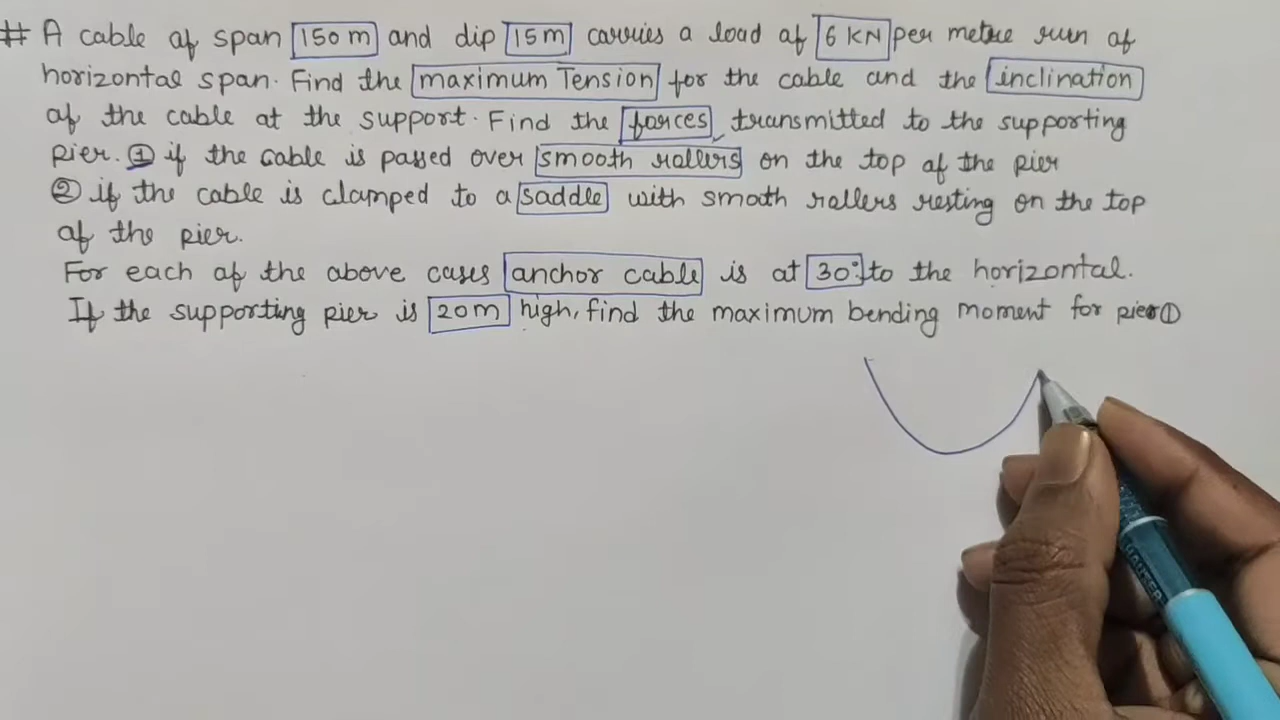 # A cable of span 150 m and dip 15 m carries a load of 6 KN per metre run of
horizontal span. Find the maximum Tension for the cable and the inclination
of the cable at the support. Find the forces transmitted to the supporting
pier. ① if the cable is passed over smooth rollers on the top of the pier
② if the cable is clamped to a saddle with smoth rollers resting on the top
of the pier.
For each of the above cases anchor cable is at 30° to the horizontal.
If the supporting pier is 20 m high, find the maximum bending moment for pier ①